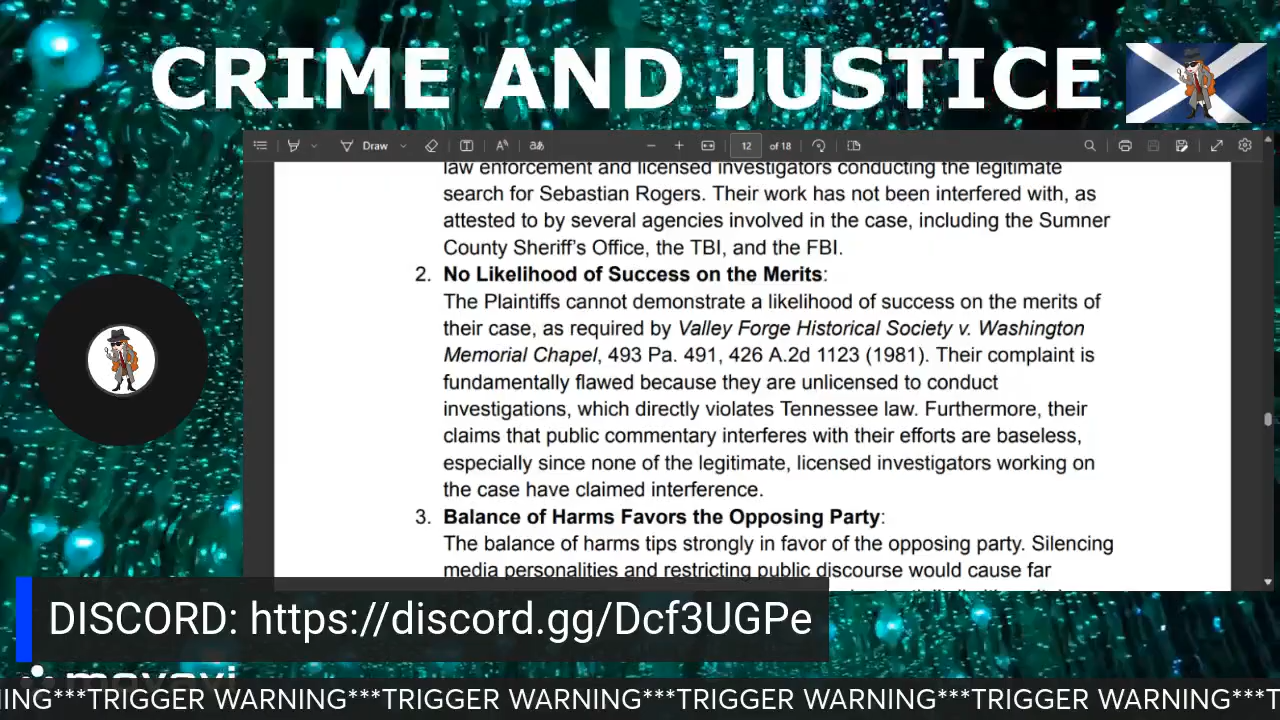 CRIME AND JUSTICE
Draw
12
of 18
law enforcement and licensed investigators conducting the legitimate
search for Sebastian Rogers. Their work has not been interfered with, as
attested to by several agencies involved in the case, including the Sumner
County Sheriff's Office, the TBI, and the FBI.
2. No Likelihood of Success on the Merits:
The Plaintiffs cannot demonstrate a likelihood of success on the merits of
their case, as required by Valley Forge Historical Society v. Washington
Memorial Chapel, 493 Pa. 491, 426 A.2d 1123 (1981). Their complaint is
fundamentally flawed because they are unlicensed to conduct
investigations, which directly violates Tennessee law. Furthermore, their
claims that public commentary interferes with their efforts are baseless,
especially since none of the legitimate, licensed investigators working on
the case have claimed interference.
3. Balance of Harms Favors the Opposing Party:
The balance of harms tips strongly in favor of the opposing party. Silencing
media personalities and restricting public discourse would cause far
DISCORD: https://discord.gg/Dcf3UGPe
movavi
NING***TRIGGER WARNING***TRIGGER WARNING***TRIGGER WARNING***TRIGGER WARNING***T